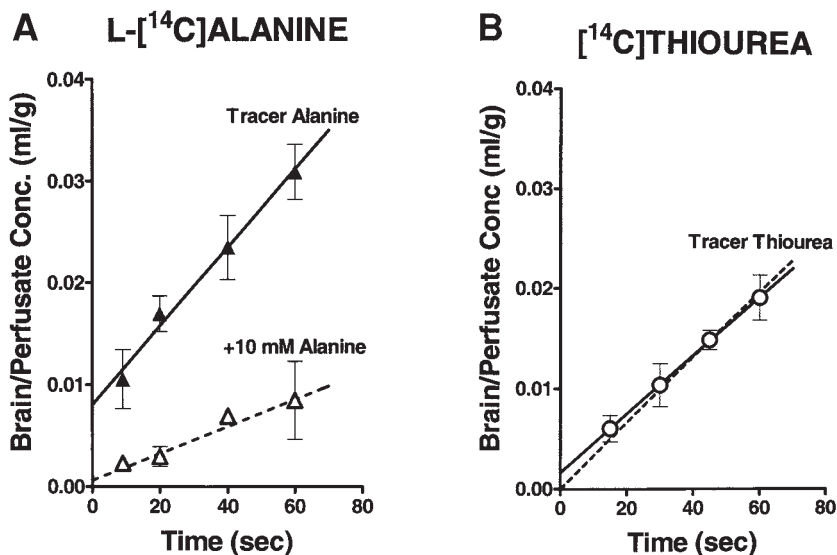 A
L-[¹⁴C]ALANINE
Brain/Perfusate Conc. (ml/g)
0.04
0.03
0.02
0.01
0.00
Tracer Alanine
+10 mM Alanine
0
20
40
60
80
Time (sec)
B
[¹⁴C]THIOUREA
Brain/Perfusate Conc (ml/g)
0.04
0.03
0.02
0.01
0.00
Tracer Thiourea
0
20
40
60
80
Time (sec)